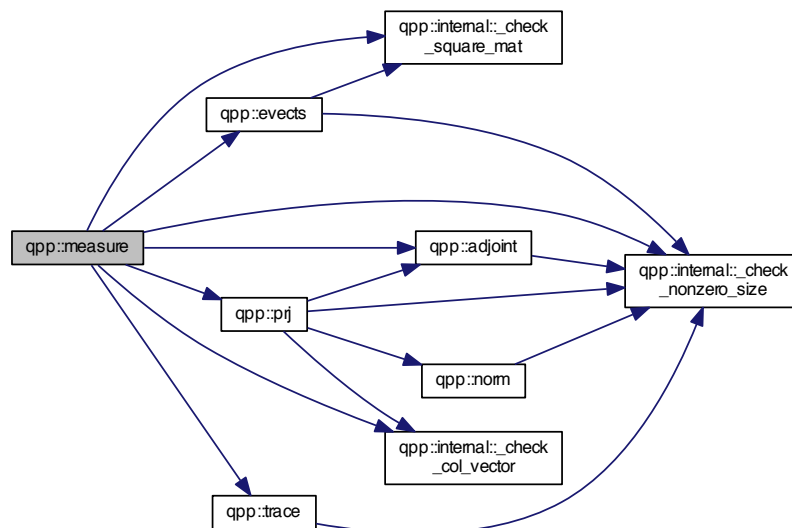 qpp::internal::_check
_square_mat
qpp::evects
qpp::measure
qpp::adjoint
qpp::internal::_check
_nonzero_size
qpp::prj
qpp::norm
qpp::internal::_check
_col_vector
qpp::trace